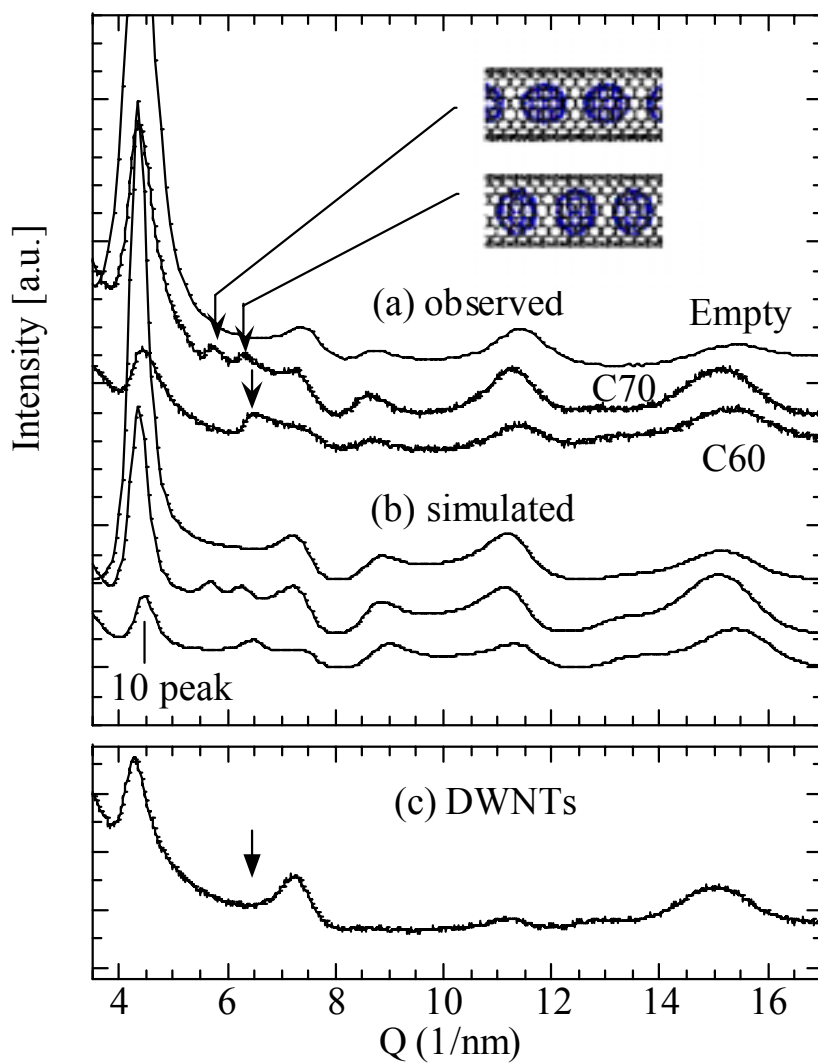 Intensity [a.u.]
(a) observed
Empty
C70
C60
(b) simulated
10 peak
(c) DWNTs
4 6 8 10 12 14 16
Q (1/nm)